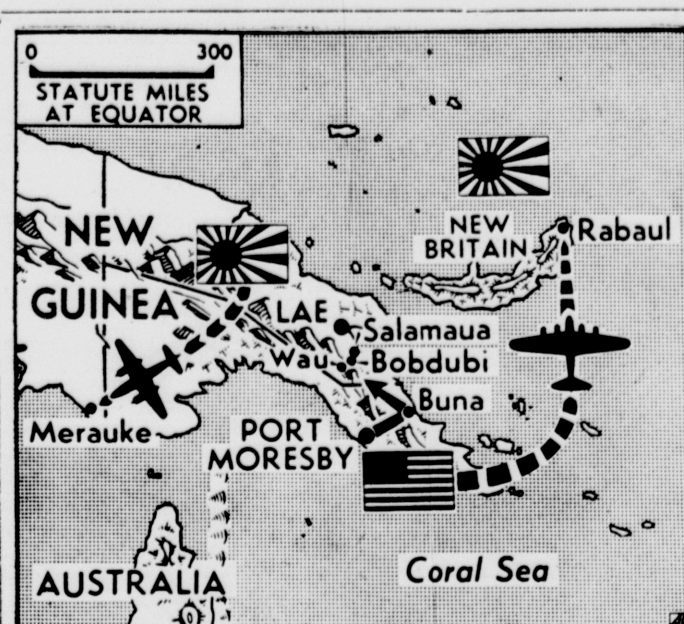 0 300
STATUTE MILES
AT EQUATOR
NEW
GUINEA
NEW
BRITAIN
Rabaul
LAE
Salamaua
Wau
Bobdubi
Buna
Merauke
PORT
MORESBY
AUSTRALIA
Coral Sea